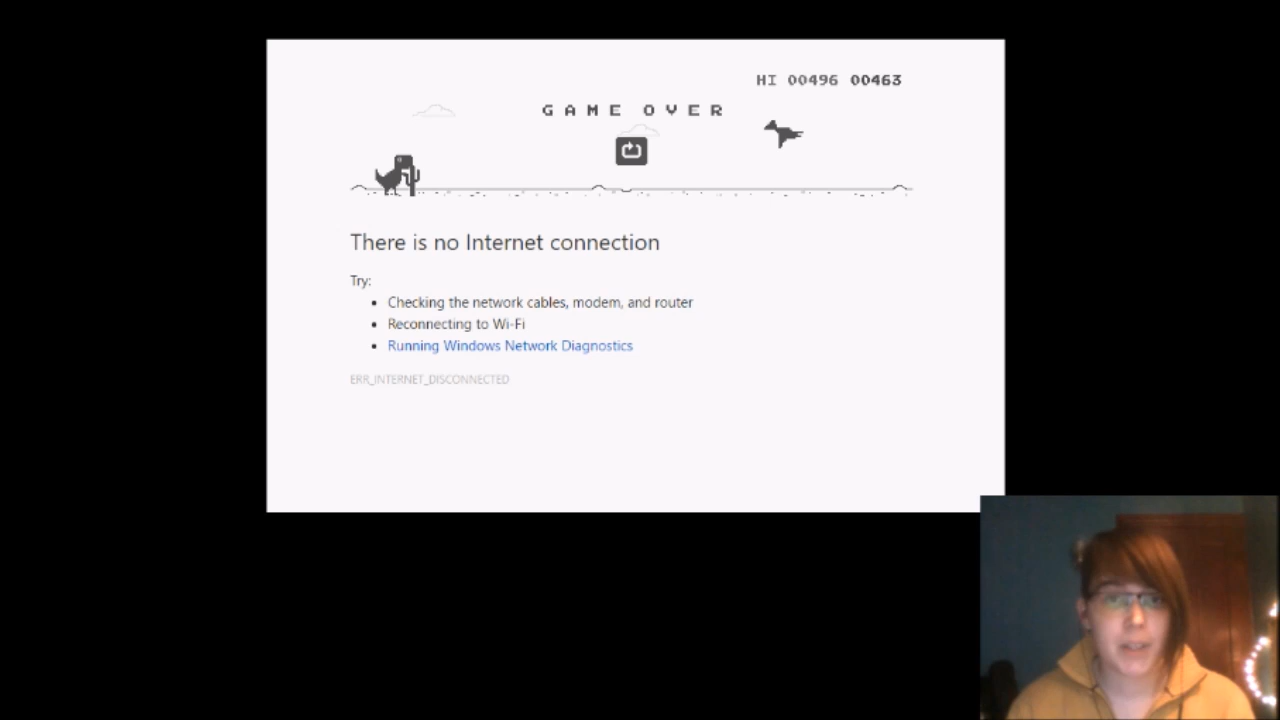 HI 00496 00463
GAME OVER
There is no Internet connection
Try:
Checking the network cables, modem, and router
Reconnecting to Wi-Fi
Running Windows Network Diagnostics
ERR_INTERNET_DISCONNECTED